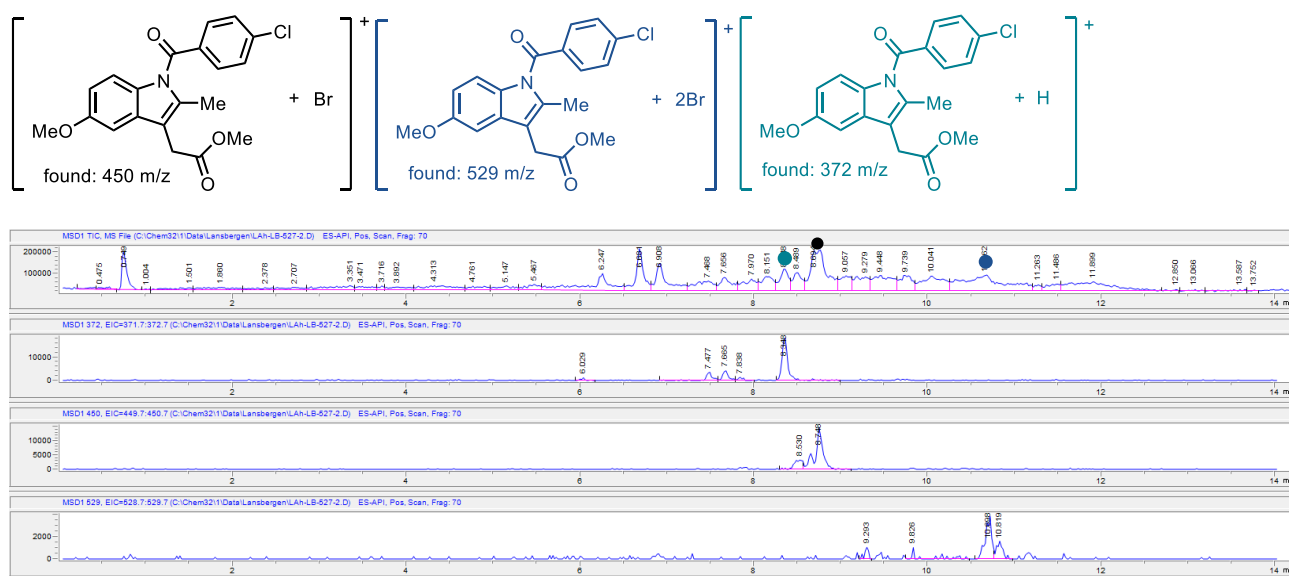 +
O
Cl
N
Me
MeO
OMe
O
+ Br
found: 450 m/z
+
O
Cl
N
Me
MeO
OMe
O
+ 2Br
found: 529 m/z
+
O
Cl
N
Me
MeO
OMe
O
+ H
found: 372 m/z
MSD1 TIC, MS File (C:\Chem32\1\Data\Lansbergen\LAh-LB-527-2.D) ES-API, Pos, Scan, Frag: 70
200000
100000
0.475 0.749 1.004 1.501 1.860 2.378 2.707 3.351 3.471 3.716 3.892 4.313 4.761 5.147 5.467 6.247 6.908 7.468 7.656 7.970 8.151 8.489 9.057 9.279 9.448 9.739 10.041 11.263 11.486 11.899 12.850 13.066 13.587 13.752
2 4 6 8 10 12 14 m
MSD1 372, EIC=371.7:372.7 (C:\Chem32\1\Data\Lansbergen\LAh-LB-527-2.D) ES-API, Pos, Scan, Frag: 70
10000
0
6.029 7.477 7.665 7.838
2 4 6 8 10 12 14 m
MSD1 450, EIC=449.7:450.7 (C:\Chem32\1\Data\Lansbergen\LAh-LB-527-2.D) ES-API, Pos, Scan, Frag: 70
10000
5000
0
8.530 8.748
2 4 6 8 10 12 14 m
MSD1 529, EIC=528.7:529.7 (C:\Chem32\1\Data\Lansbergen\LAh-LB-527-2.D) ES-API, Pos, Scan, Frag: 70
2000
0
9.293 9.826 10.819
2 4 6 8 10 12 14 m